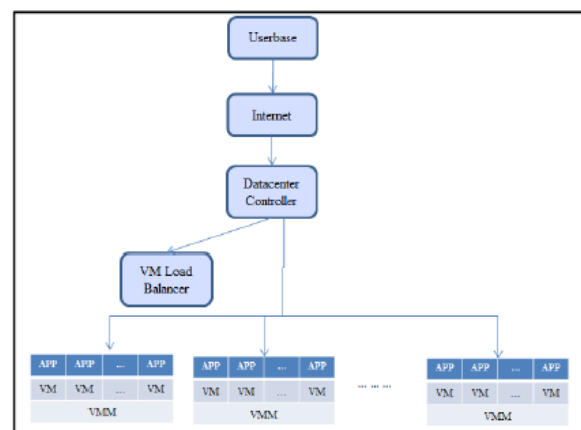 Userbase
Internet
Datacenter
Controller
VM Load
Balancer
APP APP ... APP
VM VM ... VM
VMM
APP APP ... APP
VM VM ... VM
VMM
... ... ...
APP APP ... APP
VM VM ... VM
VMM